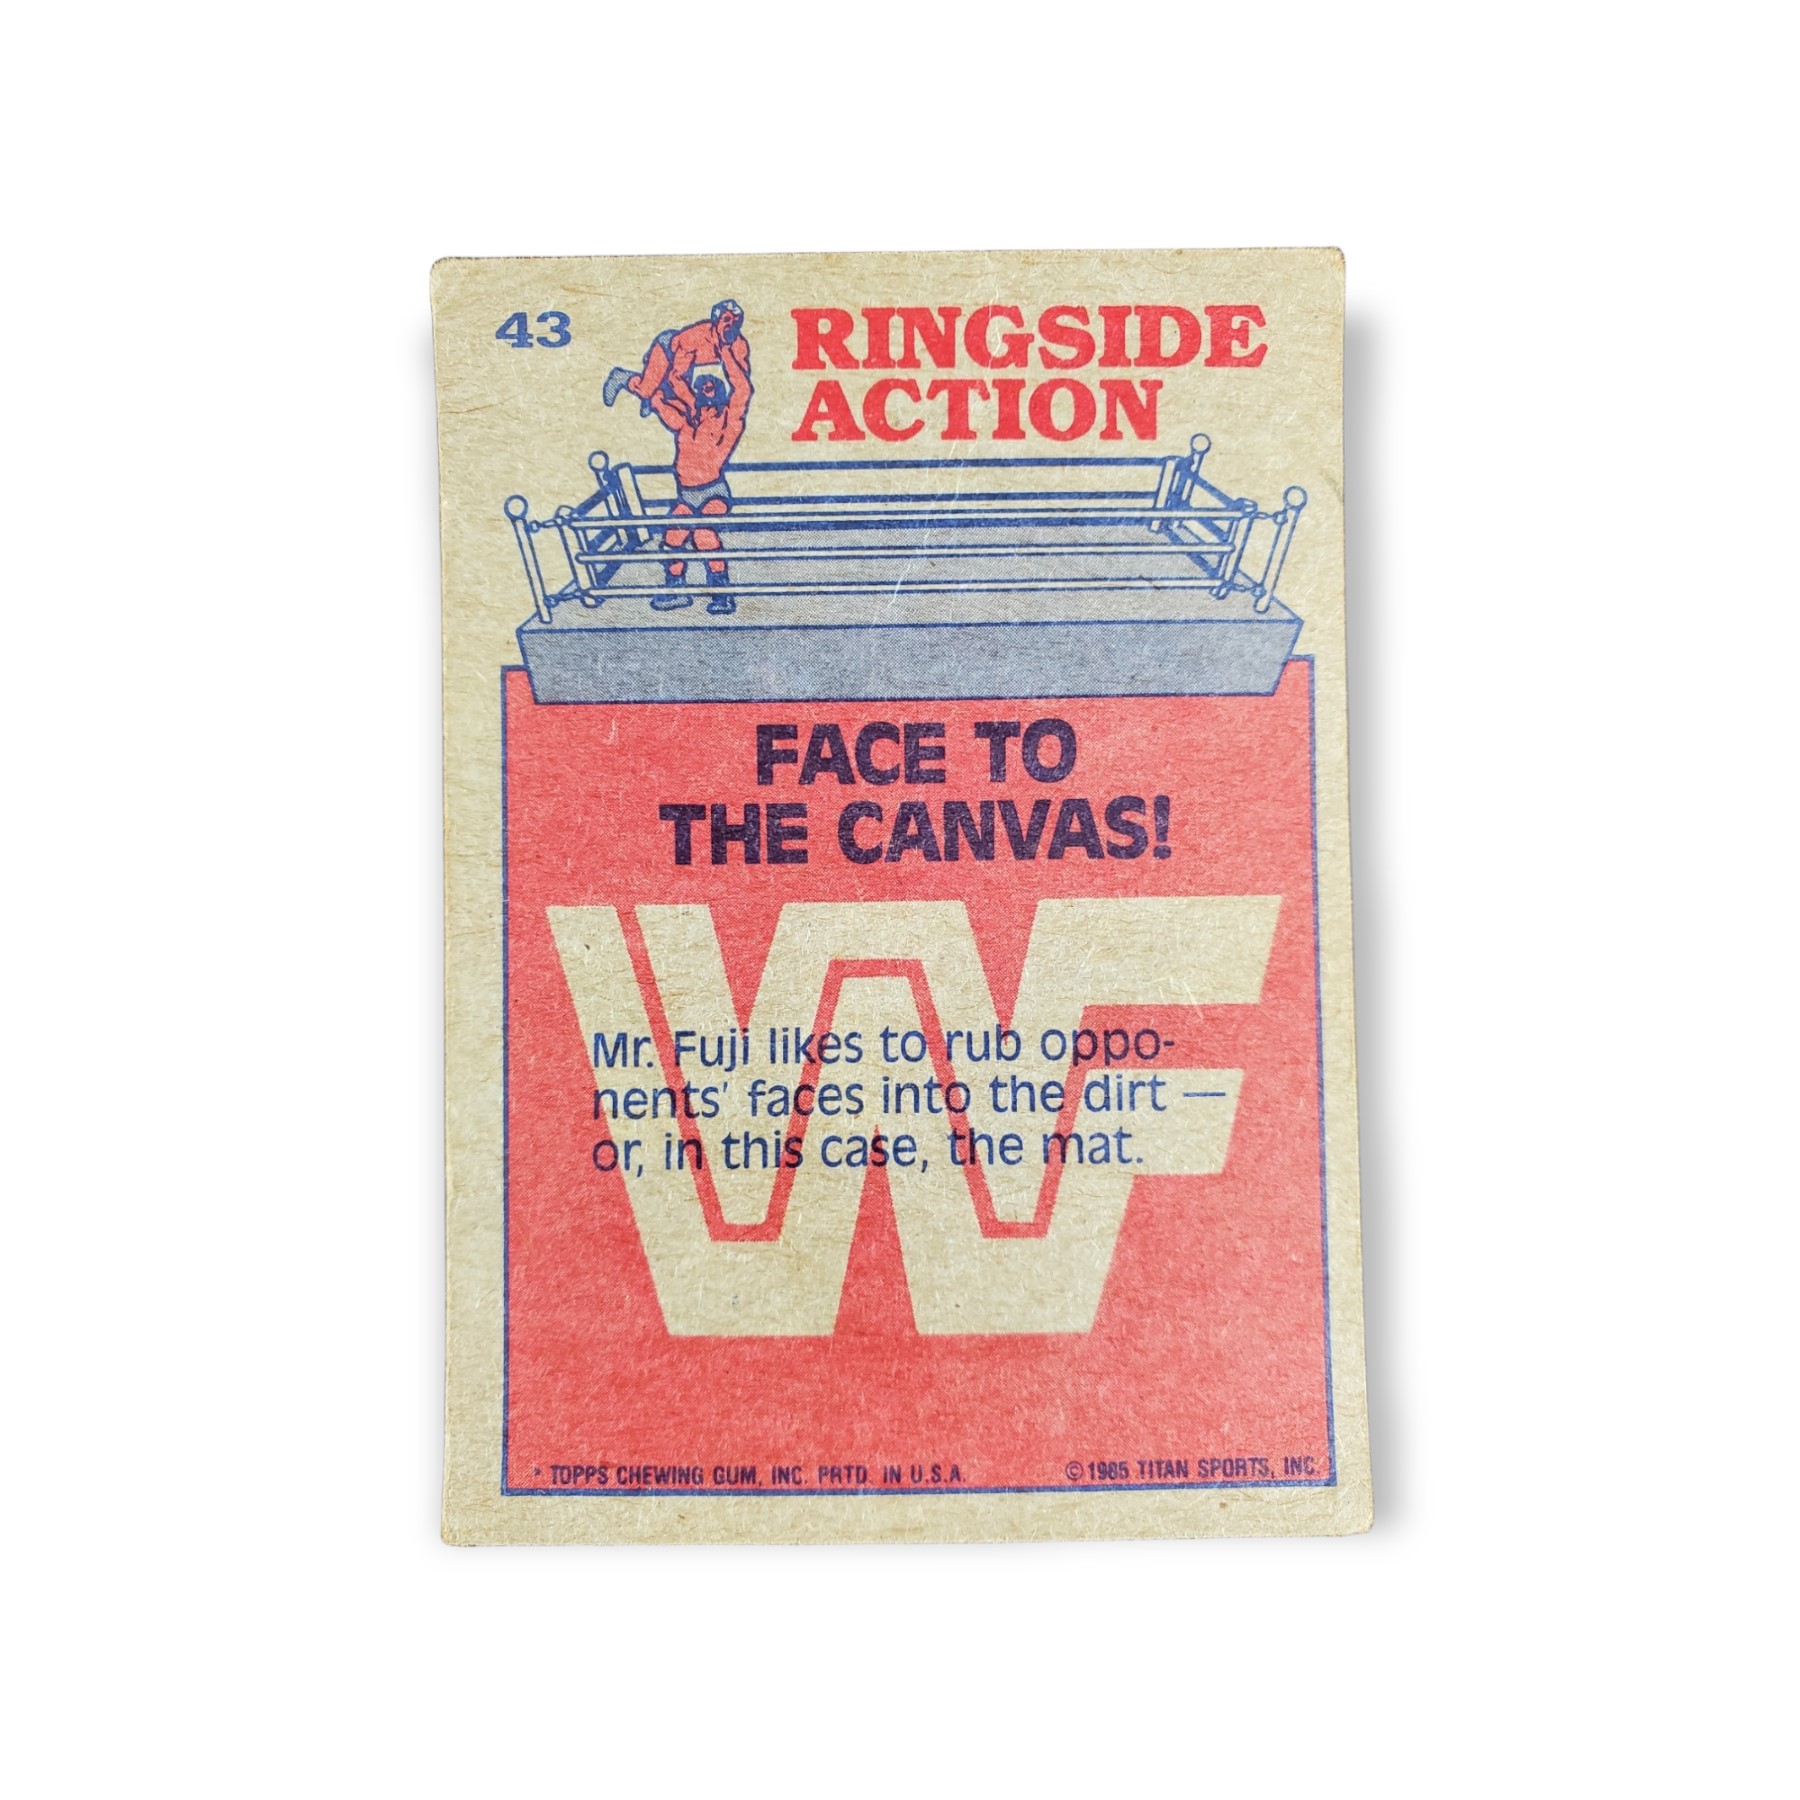 43
RINGSIDE
ACTION
FACE TO
THE CANVAS!
WF
Mr. Fuji likes to rub oppo-
nents' faces into the dirt —
or, in this case, the mat.
* TOPPS CHEWING GUM, INC. PRTD. IN U.S.A.
© 1985 TITAN SPORTS, INC.